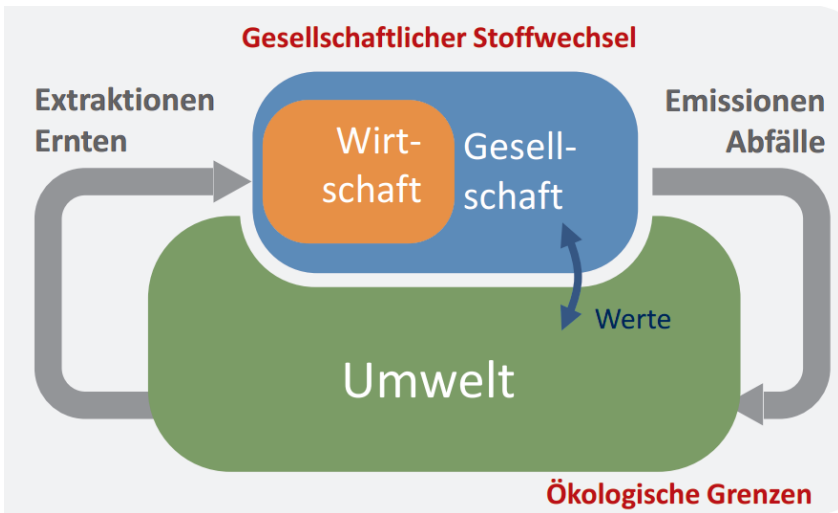 Gesellschaftlicher Stoffwechsel
Extraktionen
Ernten
Wirt-
schaft
Gesell-
schaft
Emissionen
Abfälle
Werte
Umwelt
Ökologische Grenzen